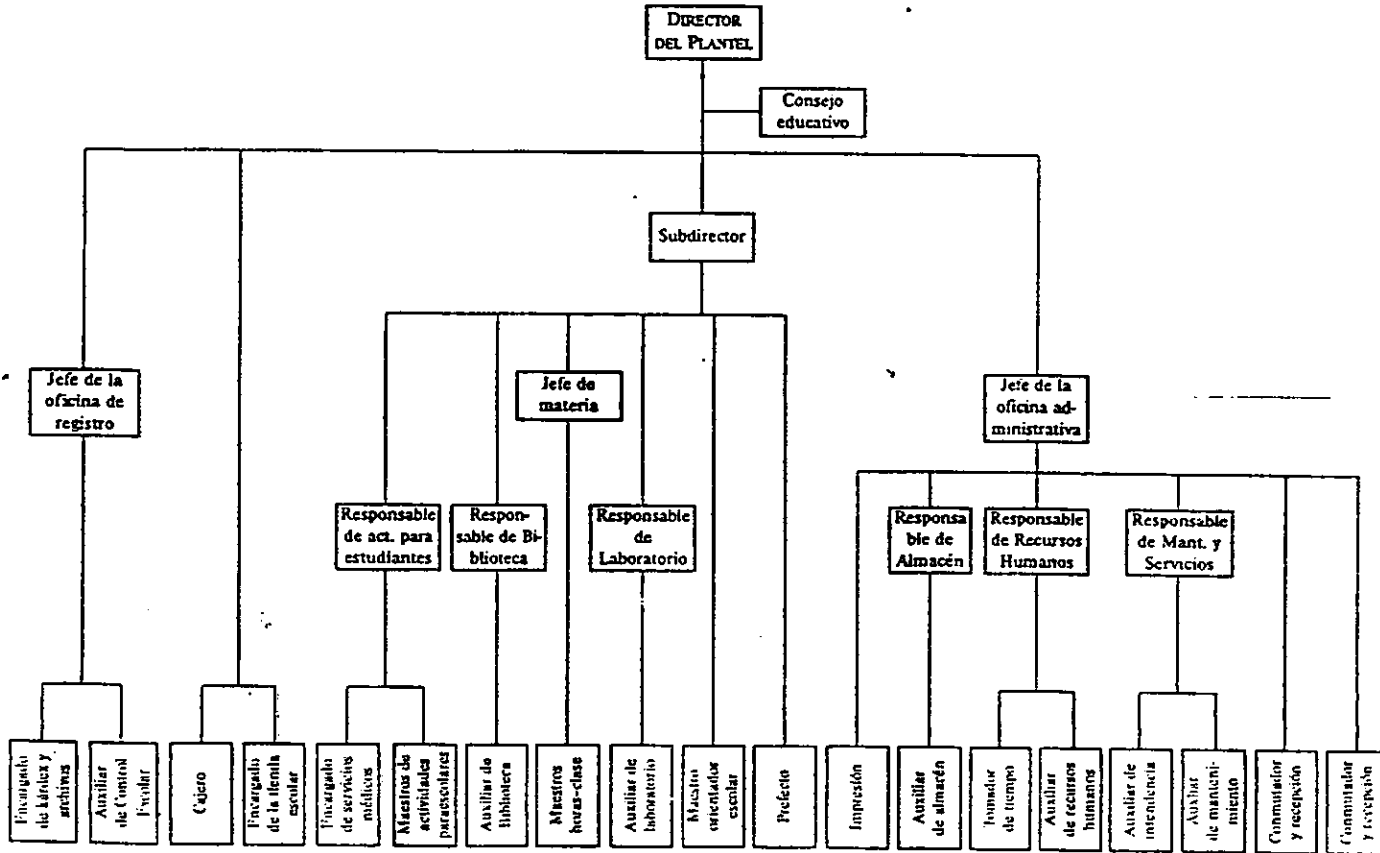 DIRECTOR
DEL PLANTEL
Consejo
educativo
Subdirector
Jefe de la
oficina de
registro
Jefe de
materia
Jefe de la
oficina ad-
ministrativa
Responsable
de act. para
estudiantes
Respon-
sable de Bi-
blioteca
Responsable
de
Laboratorio
Responsa
ble de
Almacén
Responsable
de Recursos
Humanos
Responsable
de Mant. y
Servicios
Encargado
de kárdex y
archivos
Auxiliar
de Control
Escolar
Cajero
Encargado
de la tienda
escolar
Encargado
de servicios
médicos
Maestros de
actividades
paraescolares
Auxiliar de
Biblioteca
Maestros
horas-clase
Auxiliar de
laboratorio
Maestro
orientador
escolar
Prefecto
Impresión
Auxiliar
de almacén
Tomador
de tiempo
Auxiliar
de recursos
humanos
Auxiliar de
intendencia
Auxiliar
de manteni-
miento
Conmutador
y recepción
Conmutador
y recepción